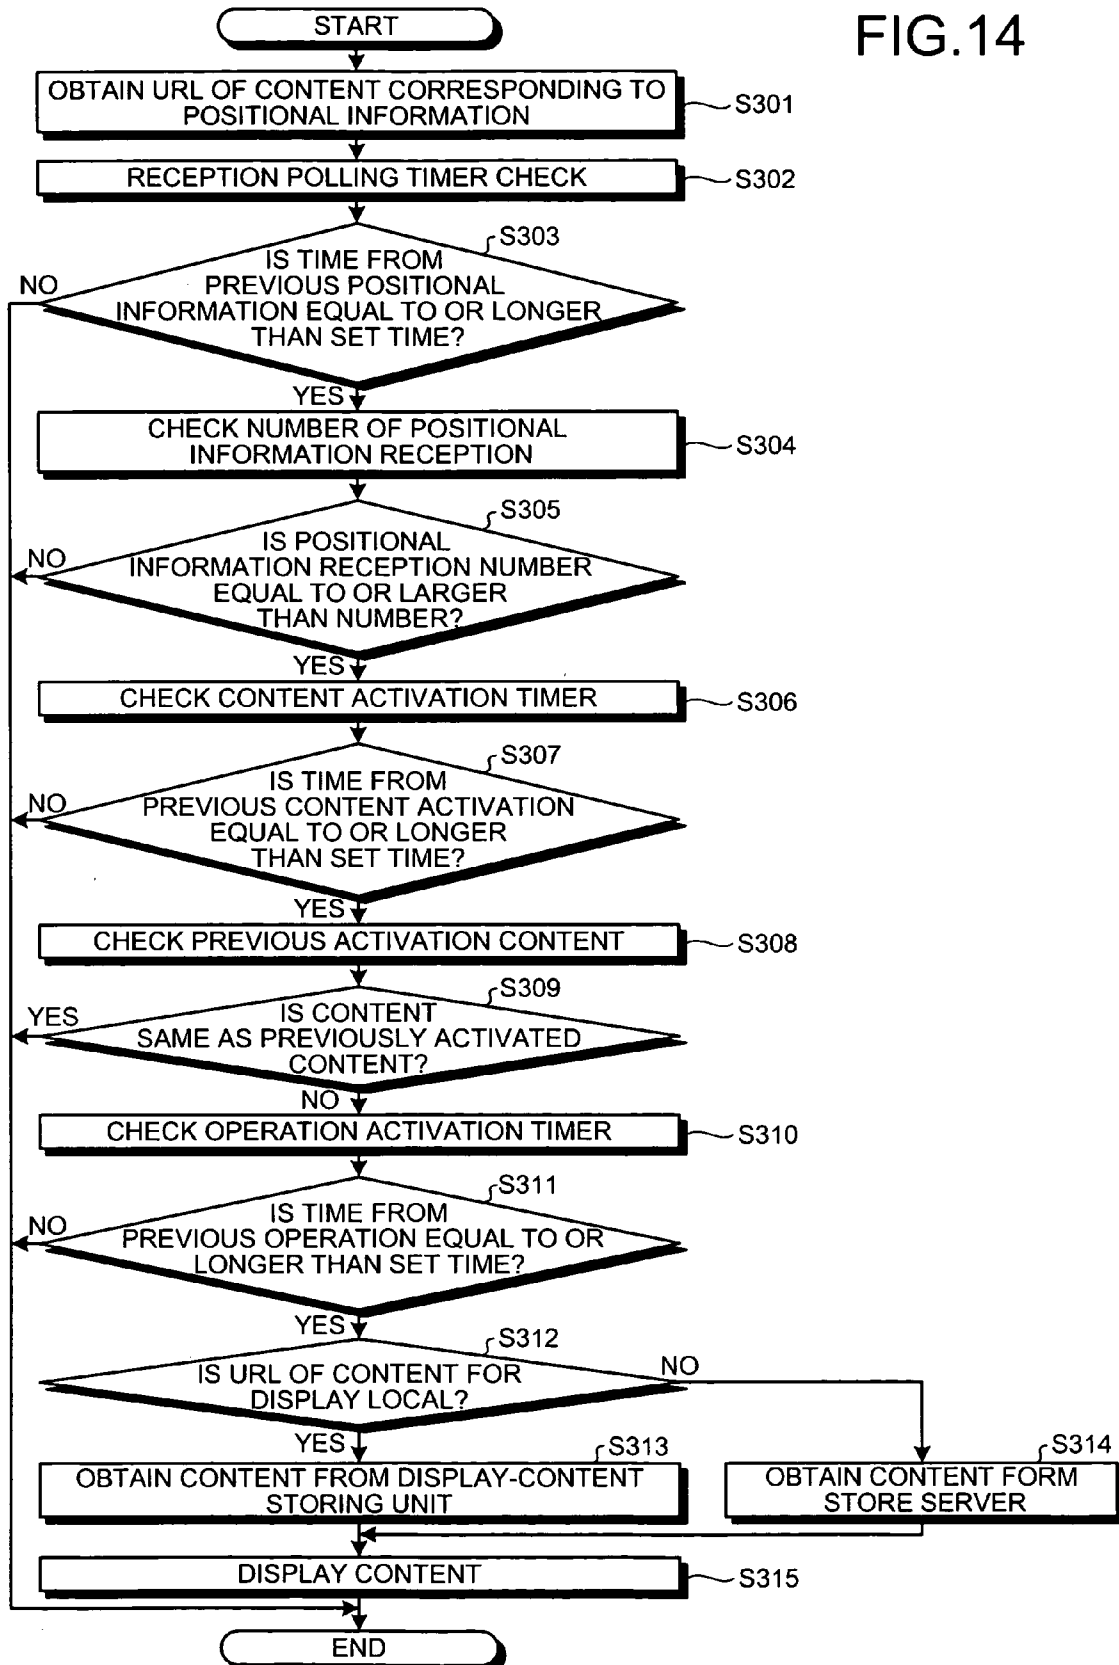 FIG.14
START
OBTAIN URL OF CONTENT CORRESPONDING TO
POSITIONAL INFORMATION
S301
RECEPTION POLLING TIMER CHECK
S302
S303
IS TIME FROM
PREVIOUS POSITIONAL
INFORMATION EQUAL TO OR LONGER
THAN SET TIME?
NO
YES
CHECK NUMBER OF POSITIONAL
INFORMATION RECEPTION
S304
S305
IS POSITIONAL
INFORMATION RECEPTION NUMBER
EQUAL TO OR LARGER
THAN NUMBER?
NO
YES
CHECK CONTENT ACTIVATION TIMER
S306
S307
IS TIME FROM
PREVIOUS CONTENT ACTIVATION
EQUAL TO OR LONGER
THAN SET TIME?
NO
YES
CHECK PREVIOUS ACTIVATION CONTENT
S308
S309
IS CONTENT
SAME AS PREVIOUSLY ACTIVATED
CONTENT?
YES
NO
CHECK OPERATION ACTIVATION TIMER
S310
S311
IS TIME FROM
PREVIOUS OPERATION EQUAL TO OR
LONGER THAN SET TIME?
NO
YES
S312
IS URL OF CONTENT FOR
DISPLAY LOCAL?
NO
YES
S313
OBTAIN CONTENT FROM DISPLAY-CONTENT
STORING UNIT
S314
OBTAIN CONTENT FORM
STORE SERVER
DISPLAY CONTENT
S315
END